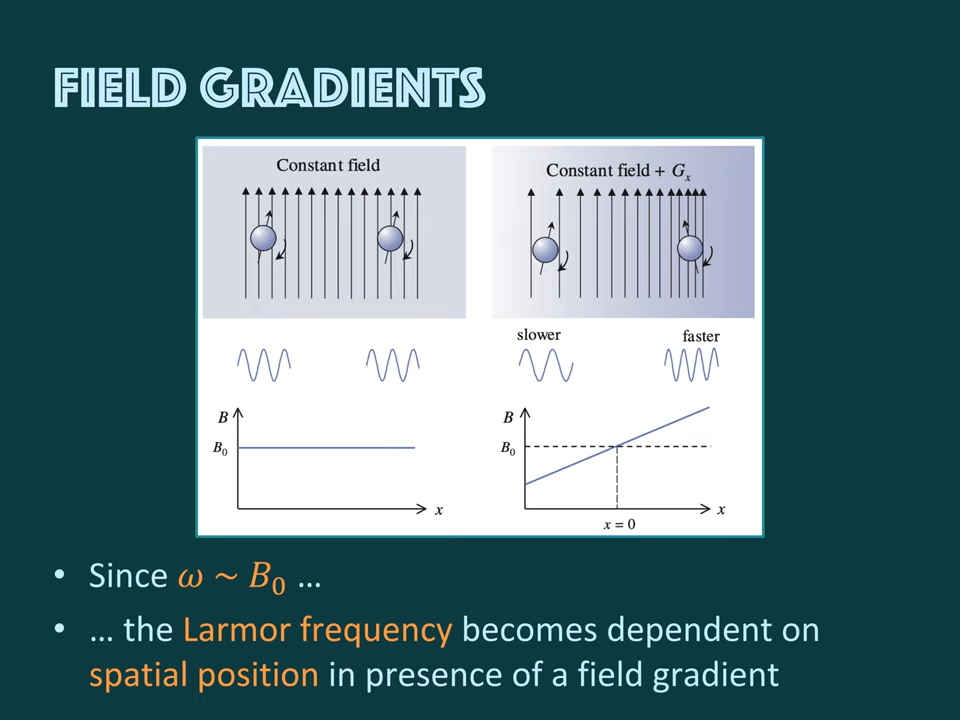 FIELD GRADIENTS
Constant field
Constant field + Gₓ
slower
faster
B
B₀
x
B
B₀
x
x = 0
• Since ω ~ B₀ …
• … the Larmor frequency becomes dependent on
spatial position in presence of a field gradient